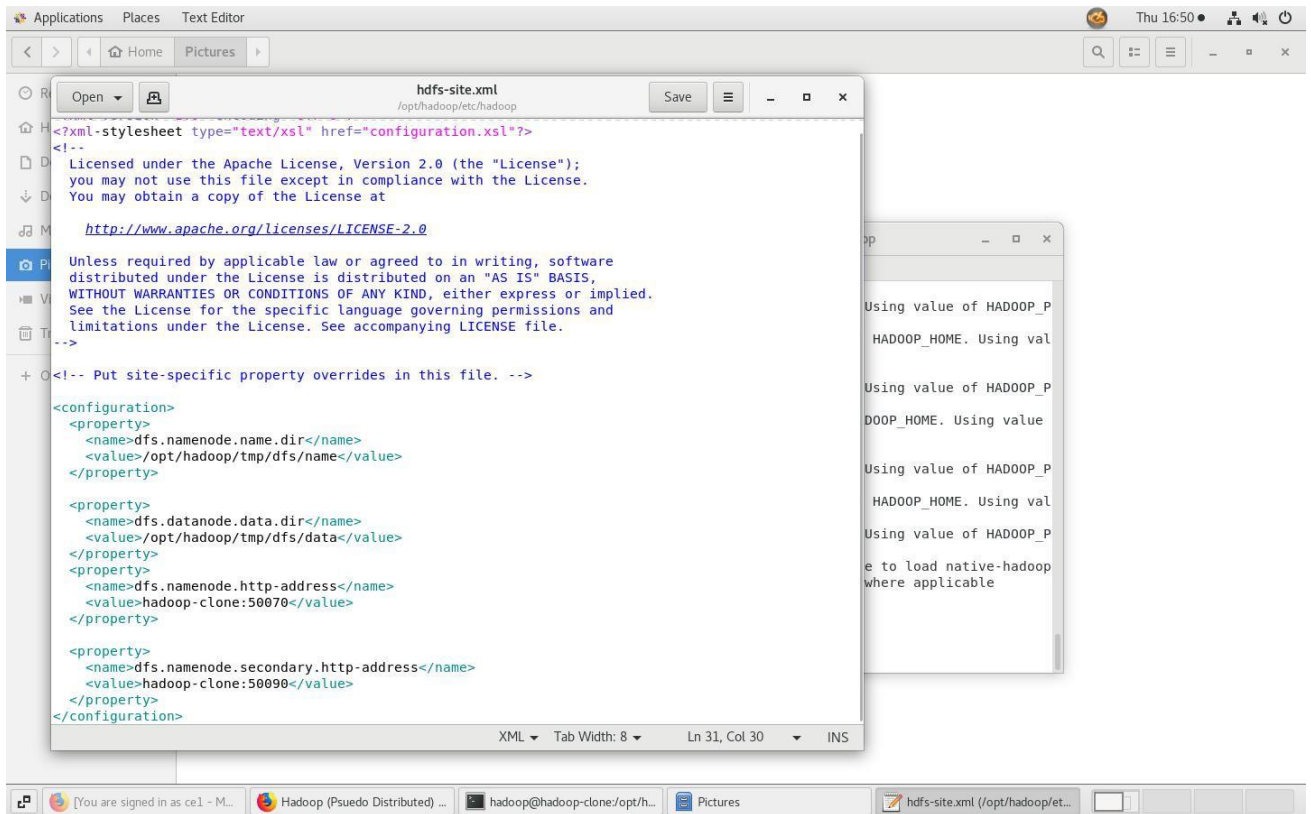 Applications Places Text Editor
Thu 16:50
Home Pictures
Open
hdfs-site.xml
/opt/hadoop/etc/hadoop
Save
<?xml-stylesheet type="text/xsl" href="configuration.xsl"?>
<!--
Licensed under the Apache License, Version 2.0 (the "License");
you may not use this file except in compliance with the License.
You may obtain a copy of the License at
http://www.apache.org/licenses/LICENSE-2.0
Unless required by applicable law or agreed to in writing, software
distributed under the License is distributed on an "AS IS" BASIS,
WITHOUT WARRANTIES OR CONDITIONS OF ANY KIND, either express or implied.
See the License for the specific language governing permissions and
limitations under the License. See accompanying LICENSE file.
-->
<!-- Put site-specific property overrides in this file. -->
<configuration>
<property>
<name>dfs.namenode.name.dir</name>
<value>/opt/hadoop/tmp/dfs/name</value>
</property>
<property>
<name>dfs.datanode.data.dir</name>
<value>/opt/hadoop/tmp/dfs/data</value>
</property>
<property>
<name>dfs.namenode.http-address</name>
<value>hadoop-clone:50070</value>
</property>
<property>
<name>dfs.namenode.secondary.http-address</name>
<value>hadoop-clone:50090</value>
</property>
</configuration>
XML Tab Width: 8 Ln 31, Col 30 INS
op
Using value of HADOOP_P
HADOOP_HOME. Using val
Using value of HADOOP_P
DOOP_HOME. Using value
Using value of HADOOP_P
HADOOP_HOME. Using val
Using value of HADOOP_P
e to load native-hadoop
where applicable
[You are signed in as ce1 - M...
Hadoop (Psuedo Distributed) ...
hadoop@hadoop-clone:/opt/h...
Pictures
hdfs-site.xml (/opt/hadoop/et...